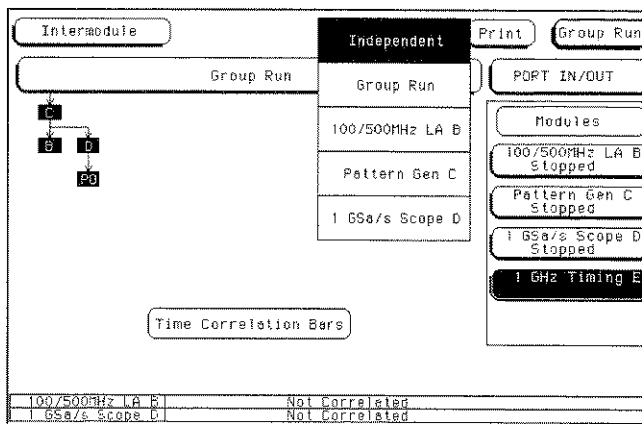 Intermodule
Independent
Print
Group Run
Group Run
Group Run
PORT IN/OUT
C
B D
PO
100/500MHz LA B
Pattern Gen C
1 GSa/s Scope D
Modules
100/500MHz LA B
Stopped
Pattern Gen C
Stopped
1 GSa/s Scope D
Stopped
1 GHz Timing E
Time Correlation Bars
100/500MHz LA B Not Correlated
1 GSa/s Scope D Not Correlated